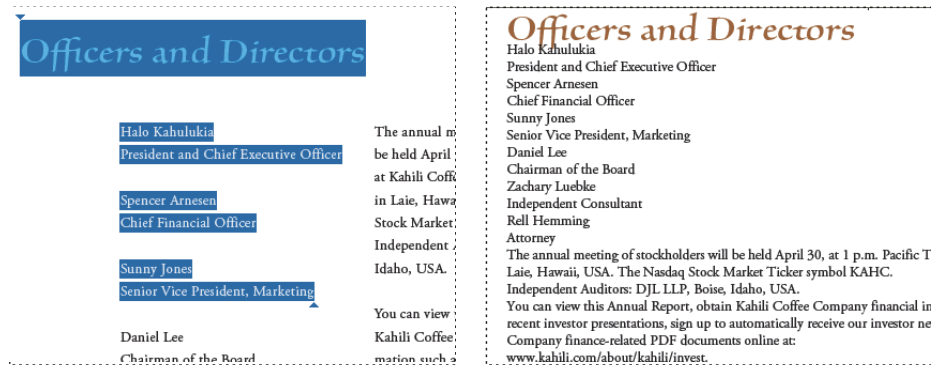 Officers and Directors
Halo Kahulukia
President and Chief Executive Officer
Spencer Arnesen
Chief Financial Officer
Sunny Jones
Senior Vice President, Marketing
Daniel Lee
Chairman of the Board
The annual
be held April
at Kahili
in Laie,
Stock Market
Independent
Idaho, USA.
You can view
Kahili Coffee
mation such
Officers and Directors
Halo Kahulukia
President and Chief Executive Officer
Spencer Arnesen
Chief Financial Officer
Sunny Jones
Senior Vice President, Marketing
Daniel Lee
Chairman of the Board
Zachary Luebke
Independent Consultant
Rell Hemming
Attorney
The annual meeting of stockholders will be held April 30, at 1 p.m. Pacific
Laie, Hawaii, USA. The Nasdaq Stock Market Ticker symbol KAHC.
Independent Auditors: DJL LLP, Boise, Idaho, USA.
You can view this Annual Report, obtain Kahili Coffee Company financial
recent investor presentations, sign up to automatically receive our investor
Company finance-related PDF documents online at:
www.kahili.com/about/kahili/invest.